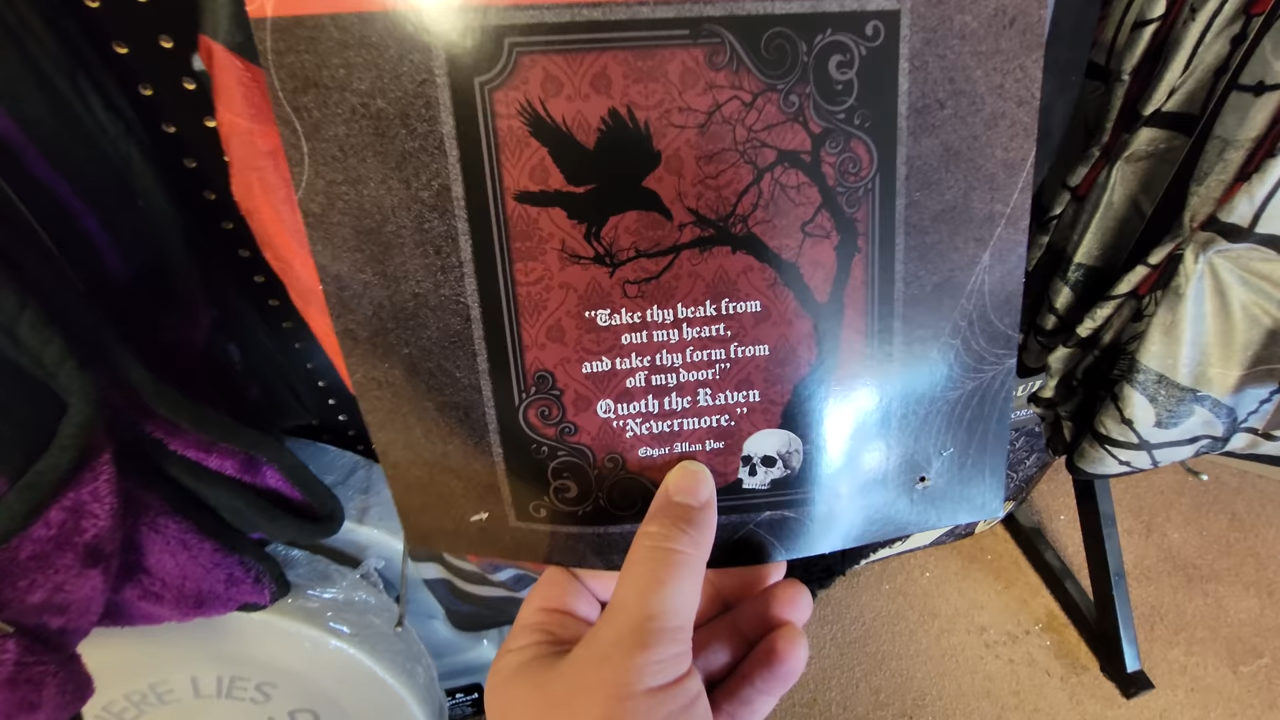 “Take thy beak from
out my heart,
and take thy form from
off my door!”
Quoth the Raven
“Nevermore.”
Edgar Allan Poe
HERE LIES